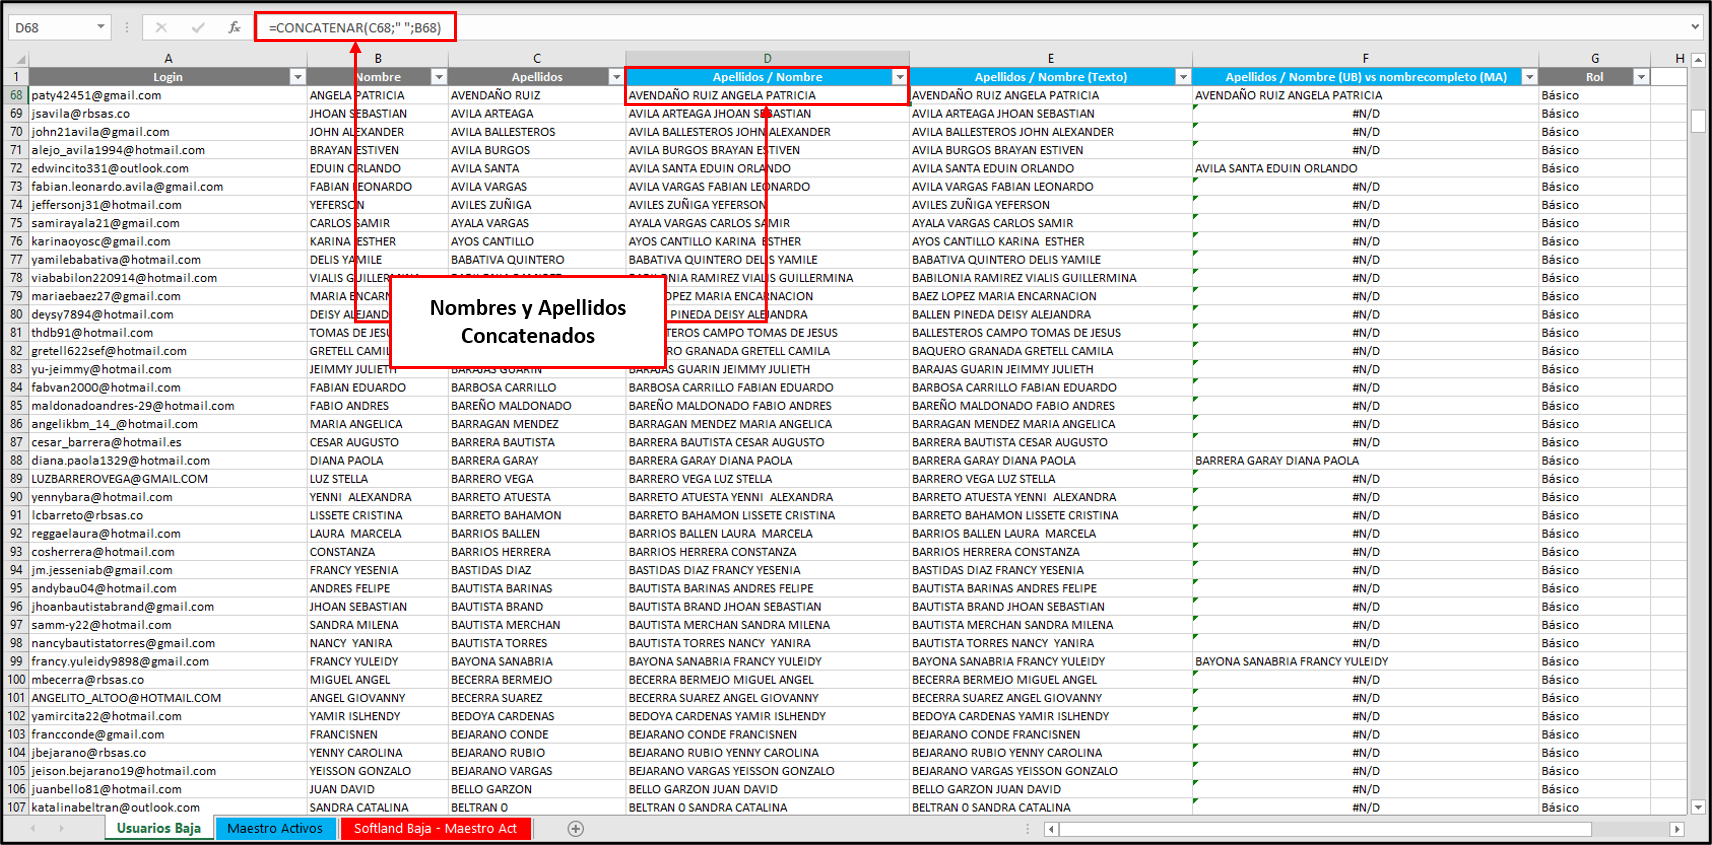 D68 fx =CONCATENAR(C68;" ";B68)
A B C D E F G H
1 Login Nombre Apellidos Apellidos / Nombre Apellidos / Nombre (Texto) Apellidos / Nombre (UB) vs nombrecompleto (MA) Rol
68 paty42451@gmail.com ANGELA PATRICIA AVENDAÑO RUIZ AVENDAÑO RUIZ ANGELA PATRICIA AVENDAÑO RUIZ ANGELA PATRICIA AVENDAÑO RUIZ ANGELA PATRICIA Básico
69 jsavila@rbsas.co JHOAN SEBASTIAN AVILA ARTEAGA AVILA ARTEAGA JHOAN SEBASTIAN AVILA ARTEAGA JHOAN SEBASTIAN #N/D Básico
70 john21avila@gmail.com JOHN ALEXANDER AVILA BALLESTEROS AVILA BALLESTEROS JOHN ALEXANDER AVILA BALLESTEROS JOHN ALEXANDER #N/D Básico
71 alejo_avila1994@hotmail.com BRAYAN ESTIVEN AVILA BURGOS AVILA BURGOS BRAYAN ESTIVEN AVILA BURGOS BRAYAN ESTIVEN #N/D Básico
72 edwincito331@outlook.com EDUIN ORLANDO AVILA SANTA AVILA SANTA EDUIN ORLANDO AVILA SANTA EDUIN ORLANDO AVILA SANTA EDUIN ORLANDO Básico
73 fabian.leonardo.avila@gmail.com FABIAN LEONARDO AVILA VARGAS AVILA VARGAS FABIAN LEONARDO AVILA VARGAS FABIAN LEONARDO #N/D Básico
74 jeffersonj31@hotmail.com YEFERSON AVILES ZUÑIGA AVILES ZUÑIGA YEFERSON AVILES ZUÑIGA YEFERSON #N/D Básico
75 samirayala21@gmail.com CARLOS SAMIR AYALA VARGAS AYALA VARGAS CARLOS SAMIR AYALA VARGAS CARLOS SAMIR #N/D Básico
76 karinaoyosc@gmail.com KARINA ESTHER AYOS CANTILLO AYOS CANTILLO KARINA  ESTHER AYOS CANTILLO KARINA  ESTHER #N/D Básico
77 yamilebabativa@hotmail.com DELIS YAMILE BABATIVA QUINTERO BABATIVA QUINTERO DELIS YAMILE BABATIVA QUINTERO DELIS YAMILE #N/D Básico
78 viababilon220914@hotmail.com VIALIS GUILLERMINA RAMIREZ VIALIS GUILLERMINA BABILONIA RAMIREZ VIALIS GUILLERMINA #N/D Básico
79 mariaebaez27@gmail.com MARIA LOPEZ MARIA ENCARNACION BAEZ LOPEZ MARIA ENCARNACION #N/D Básico
80 deysy7894@hotmail.com DEISY PINEDA DEISY ALEJANDRA BALLEN PINEDA DEISY ALEJANDRA #N/D Básico
81 thdb91@hotmail.com TOMAS DE CAMPO TOMAS DE JESUS BALLESTEROS CAMPO TOMAS DE JESUS #N/D Básico
82 gretell622sef@hotmail.com GRETELL GRANADA GRETELL CAMILA BAQUERO GRANADA GRETELL CAMILA #N/D Básico
83 yu-jeimmy@hotmail.com JEIMMY JULIETH BARAJAS GUARIN BARAJAS GUARIN JEIMMY JULIETH BARAJAS GUARIN JEIMMY JULIETH #N/D Básico
Nombres y Apellidos
Concatenados
84 fabvan2000@hotmail.com FABIAN EDUARDO BARBOSA CARRILLO BARBOSA CARRILLO FABIAN EDUARDO BARBOSA CARRILLO FABIAN EDUARDO #N/D Básico
85 maldonadoandres-29@hotmail.com FABIO ANDRES BAREÑO MALDONADO BAREÑO MALDONADO FABIO ANDRES BAREÑO MALDONADO FABIO ANDRES #N/D Básico
86 angelikbm_14_@hotmail.com MARIA ANGELICA BARRAGAN MENDEZ BARRAGAN MENDEZ MARIA ANGELICA BARRAGAN MENDEZ MARIA ANGELICA #N/D Básico
87 cesar_barrera@hotmail.es CESAR AUGUSTO BARRERA BAUTISTA BARRERA BAUTISTA CESAR AUGUSTO BARRERA BAUTISTA CESAR AUGUSTO #N/D Básico
88 diana.paola1329@hotmail.com DIANA PAOLA BARRERA GARAY BARRERA GARAY DIANA PAOLA BARRERA GARAY DIANA PAOLA BARRERA GARAY DIANA PAOLA Básico
89 LUZBARREROVEGA@GMAIL.COM LUZ STELLA BARRERO VEGA BARRERO VEGA LUZ STELLA BARRERO VEGA LUZ STELLA #N/D Básico
90 yennybara@hotmail.com YENNI  ALEXANDRA BARRETO ATUESTA BARRETO ATUESTA YENNI  ALEXANDRA BARRETO ATUESTA YENNI  ALEXANDRA #N/D Básico
91 lcbarreto@rbsas.co LISSETE CRISTINA BARRETO BAHAMON BARRETO BAHAMON LISSETE CRISTINA BARRETO BAHAMON LISSETE CRISTINA #N/D Básico
92 reggaelaura@hotmail.com LAURA  MARCELA BARRIOS BALLEN BARRIOS BALLEN LAURA  MARCELA BARRIOS BALLEN LAURA  MARCELA #N/D Básico
93 cosherrera@hotmail.com CONSTANZA BARRIOS HERRERA BARRIOS HERRERA CONSTANZA BARRIOS HERRERA CONSTANZA #N/D Básico
94 jm.jesseniab@gmail.com FRANCY YESENIA BASTIDAS DIAZ BASTIDAS DIAZ FRANCY YESENIA BASTIDAS DIAZ FRANCY YESENIA #N/D Básico
95 andybau04@hotmail.com ANDRES FELIPE BAUTISTA BARINAS BAUTISTA BARINAS ANDRES FELIPE BAUTISTA BARINAS ANDRES FELIPE #N/D Básico
96 jhoanbautistabrand@gmail.com JHOAN SEBASTIAN BAUTISTA BRAND BAUTISTA BRAND JHOAN SEBASTIAN BAUTISTA BRAND JHOAN SEBASTIAN #N/D Básico
97 samm-y22@hotmail.com SANDRA MILENA BAUTISTA MERCHAN BAUTISTA MERCHAN SANDRA MILENA BAUTISTA MERCHAN SANDRA MILENA #N/D Básico
98 nancybautistatorres@gmail.com NANCY  YANIRA BAUTISTA TORRES BAUTISTA TORRES NANCY  YANIRA BAUTISTA TORRES NANCY  YANIRA #N/D Básico
99 francy.yuleidy9898@gmail.com FRANCY YULEIDY BAYONA SANABRIA BAYONA SANABRIA FRANCY YULEIDY BAYONA SANABRIA FRANCY YULEIDY BAYONA SANABRIA FRANCY YULEIDY Básico
100 mbecerra@rbsas.co MIGUEL ANGEL BECERRA BERMEJO BECERRA BERMEJO MIGUEL ANGEL BECERRA BERMEJO MIGUEL ANGEL #N/D Básico
101 ANGELITO_ALTOO@HOTMAIL.COM ANGEL GIOVANNY BECERRA SUAREZ BECERRA SUAREZ ANGEL GIOVANNY BECERRA SUAREZ ANGEL GIOVANNY #N/D Básico
102 yamircita22@hotmail.com YAMIR ISLHENDY BEDOYA CARDENAS BEDOYA CARDENAS YAMIR ISLHENDY BEDOYA CARDENAS YAMIR ISLHENDY #N/D Básico
103 francconde@gmail.com FRANCISNEN BEJARANO CONDE BEJARANO CONDE FRANCISNEN BEJARANO CONDE FRANCISNEN #N/D Básico
104 jbejarano@rbsas.co YENNY CAROLINA BEJARANO RUBIO BEJARANO RUBIO YENNY CAROLINA BEJARANO RUBIO YENNY CAROLINA #N/D Básico
105 jeison.bejarano19@hotmail.com YEISSON GONZALO BEJARANO VARGAS BEJARANO VARGAS YEISSON GONZALO BEJARANO VARGAS YEISSON GONZALO #N/D Básico
106 juanbello81@hotmail.com JUAN DAVID BELLO GARZON BELLO GARZON JUAN DAVID BELLO GARZON JUAN DAVID #N/D Básico
107 katalinabeltran@outlook.com SANDRA CATALINA BELTRAN 0 BELTRAN 0 SANDRA CATALINA BELTRAN 0 SANDRA CATALINA #N/D Básico
Usuarios Baja Maestro Activos Softland Baja - Maestro Act